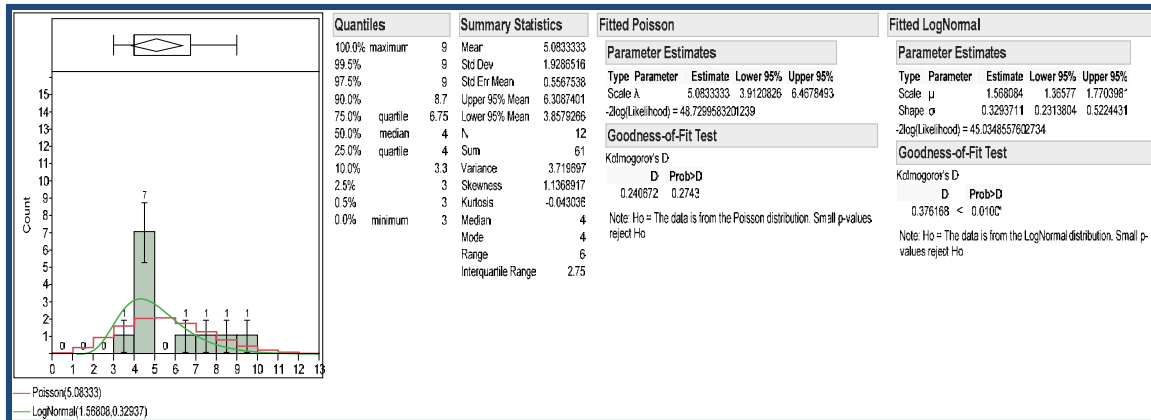 Count
15
14
13
12
11
10
9
8
7
6
5
4
3
2
1
0 0 0 1 7 0 1 1 1 1
0 1 2 3 4 5 6 7 8 9 10 11 12 13
Poisson(5.08333)
LogNormal(1.56808,0.32937)
Quantiles
100.0% maximum 9
99.5% 9
97.5% 9
90.0% 8.7
75.0% quartile 6.75
50.0% median 4
25.0% quartile 4
10.0% 3.3
2.5% 3
0.5% 3
0.0% minimum 3
Summary Statistics
Mean 5.0833333
Std Dev 1.9286516
Std Err Mean 0.5567538
Upper 95% Mean 6.3087401
Lower 95% Mean 3.8579266
N 12
Sum 61
Variance 3.719697
Skewness 1.1368917
Kurtosis -0.043036
Median 4
Mode 4
Range 6
Interquartile Range 2.75
Fitted Poisson
Parameter Estimates
Type Parameter Estimate Lower 95% Upper 95%
Scale λ 5.0833333 3.9120826 6.4678493
-2log(Likelihood) = 48.7299583201239
Goodness-of-Fit Test
Kolmogorov's D
D Prob>D
0.240672 0.2743
Note: Ho = The data is from the Poisson distribution. Small p-values
reject Ho
Fitted LogNormal
Parameter Estimates
Type Parameter Estimate Lower 95% Upper 95%
Scale μ 1.568084 1.36577 1.7703981
Shape σ 0.3293711 0.2313804 0.5224431
-2log(Likelihood) = 45.0348557602734
Goodness-of-Fit Test
Kolmogorov's D
D Prob>D
0.376168 < 0.0100*
Note: Ho = The data is from the LogNormal distribution. Small p-
values reject Ho